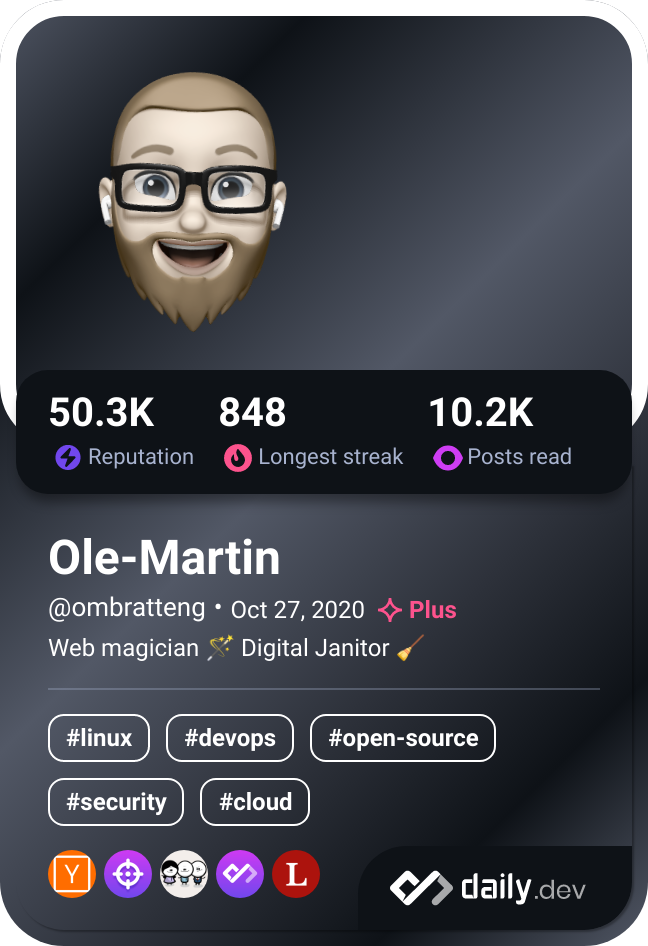 50.3K 848 10.2K
Reputation Longest streak Posts read
Ole-Martin
@ombratteng • Oct 27, 2020 Plus
Web magician 🪄 Digital Janitor 🧹
#linux #devops #open-source
#security #cloud
Y L
daily.dev